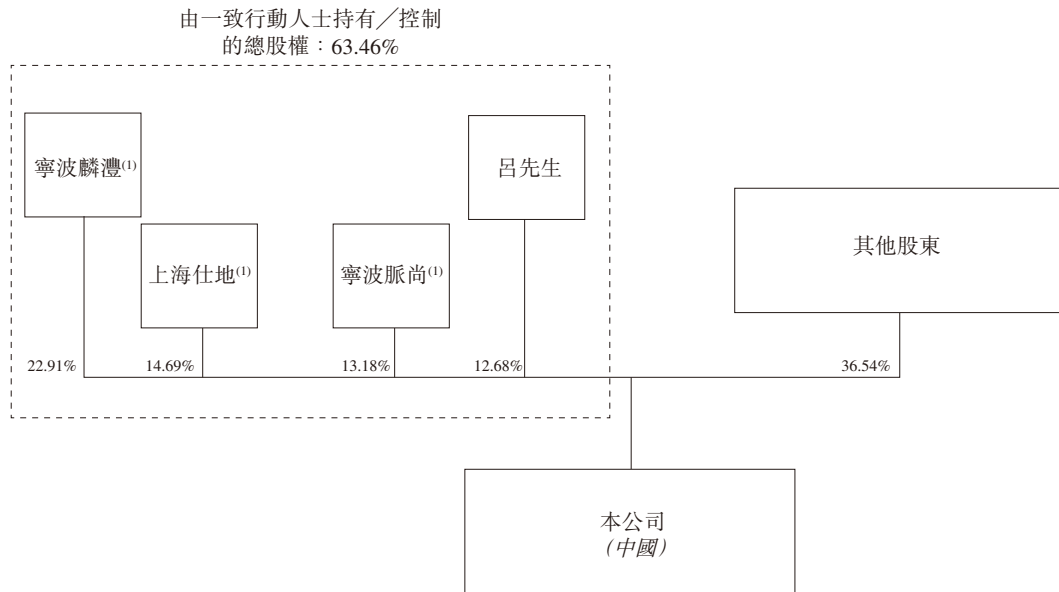 由一致行動人士持有／控制
的總股權：63.46%
寧波麟灃(1)
呂先生
其他股東
上海仕地(1)
寧波脈尚(1)
22.91%
14.69%
13.18%
12.68%
36.54%
本公司
（中國）